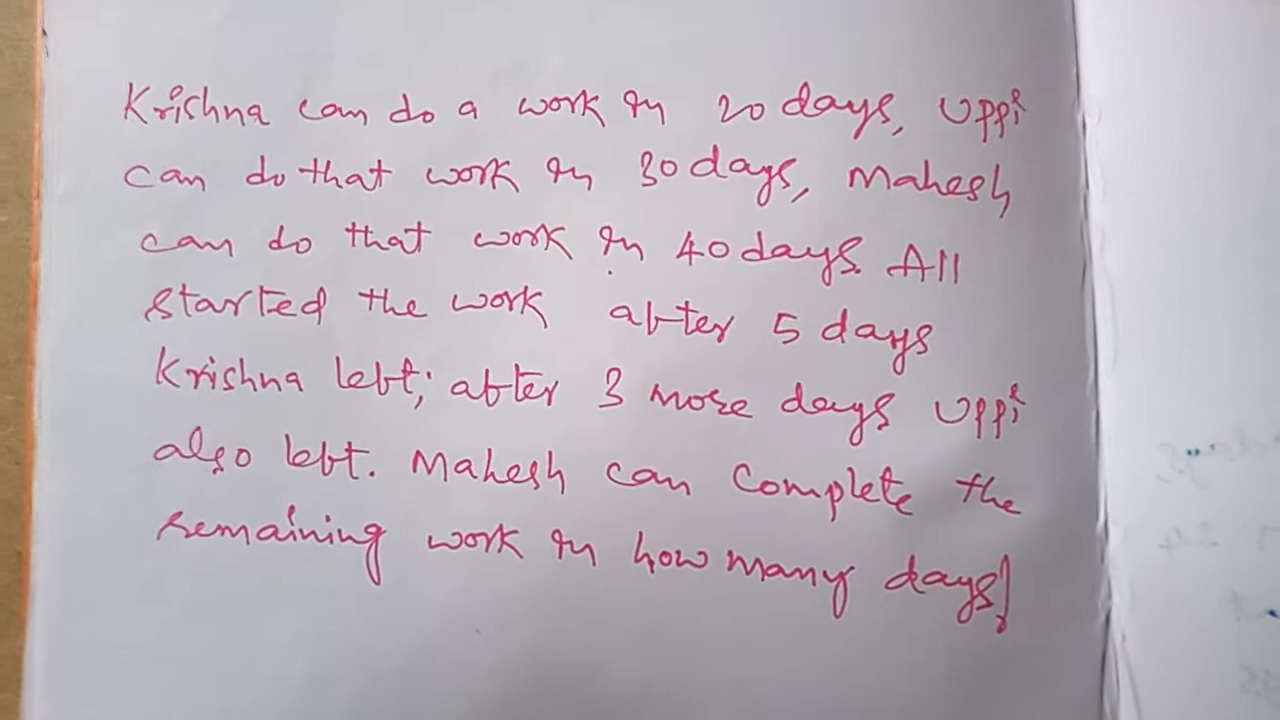 Krishna can do a work in 20 days, Uppi
can do that work in 30 days, Mahesh
can do that work in 40 days. All
started the work after 5 days
Krishna left; after 3 more days Uppi
also left. Mahesh can complete the
remaining work in how many days?
days